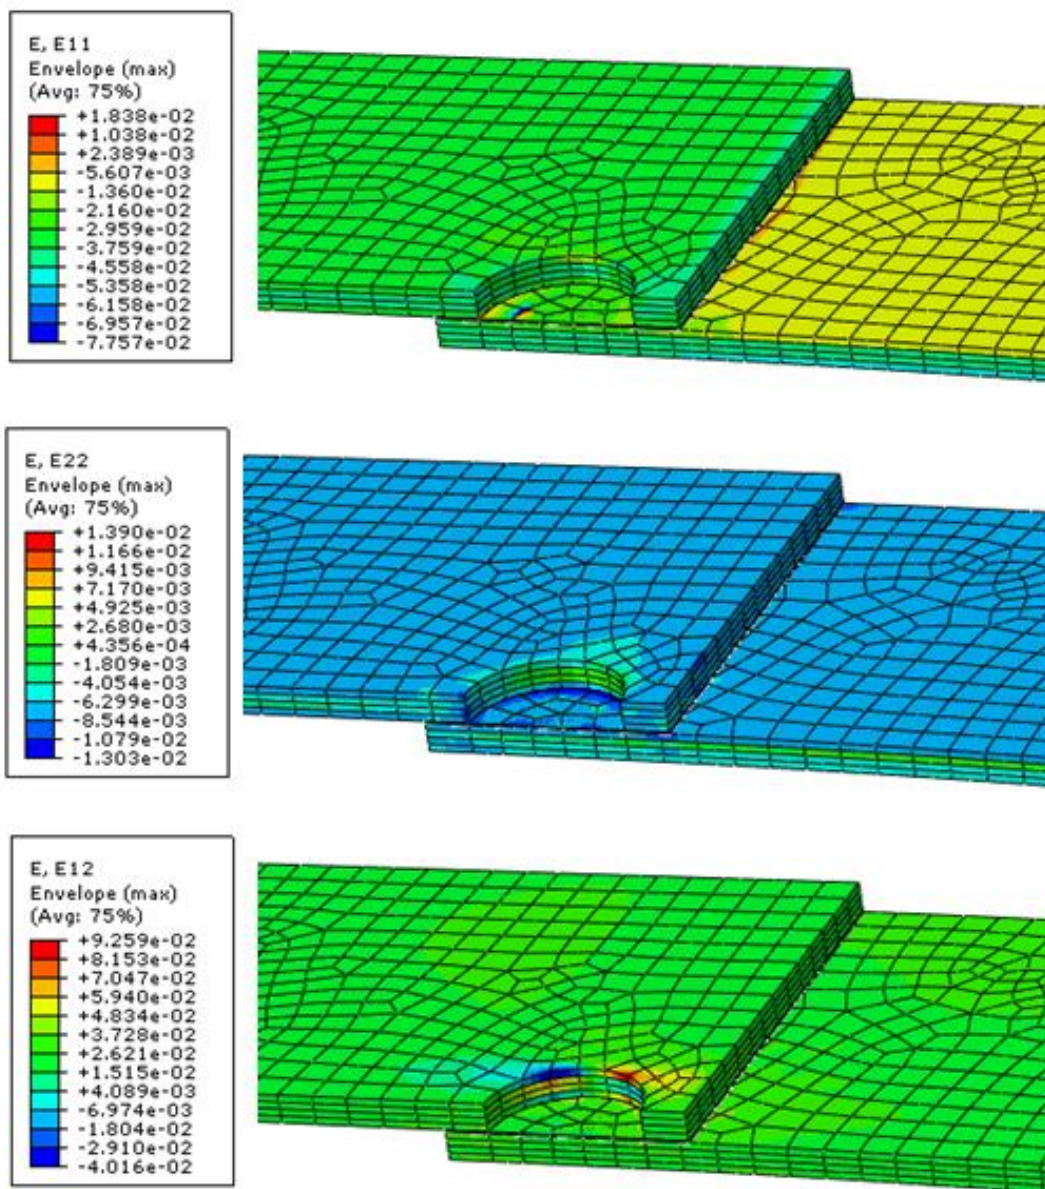 E, E11
Envelope (max)
(Avg: 75%)
+1.838e-02
+1.038e-02
+2.389e-03
-5.607e-03
-1.360e-02
-2.160e-02
-2.959e-02
-3.759e-02
-4.558e-02
-5.358e-02
-6.158e-02
-6.957e-02
-7.757e-02
E, E22
Envelope (max)
(Avg: 75%)
+1.390e-02
+1.166e-02
+9.415e-03
+7.170e-03
+4.925e-03
+2.680e-03
+4.356e-04
-1.809e-03
-4.054e-03
-6.299e-03
-8.544e-03
-1.079e-02
-1.303e-02
E, E12
Envelope (max)
(Avg: 75%)
+9.259e-02
+8.153e-02
+7.047e-02
+5.940e-02
+4.834e-02
+3.728e-02
+2.621e-02
+1.515e-02
+4.089e-03
-6.974e-03
-1.804e-02
-2.910e-02
-4.016e-02